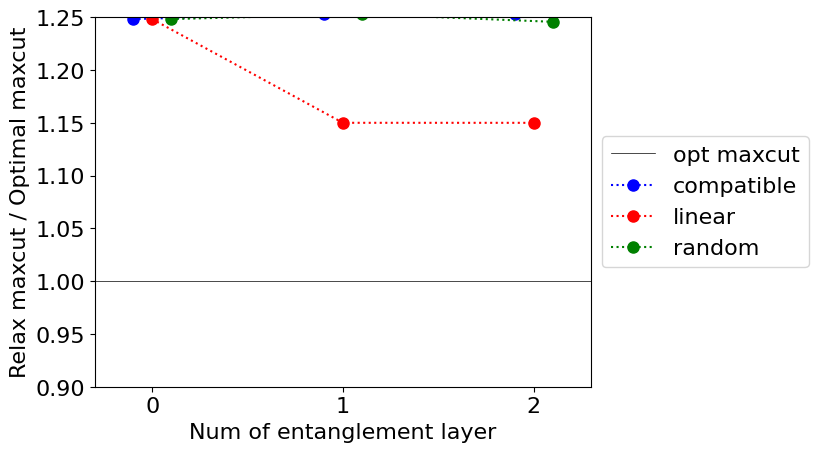 Relax maxcut / Optimal maxcut
1.25
1.20
1.15
1.10
1.05
1.00
0.95
0.90
0
1
2
Num of entanglement layer
opt maxcut
compatible
linear
random